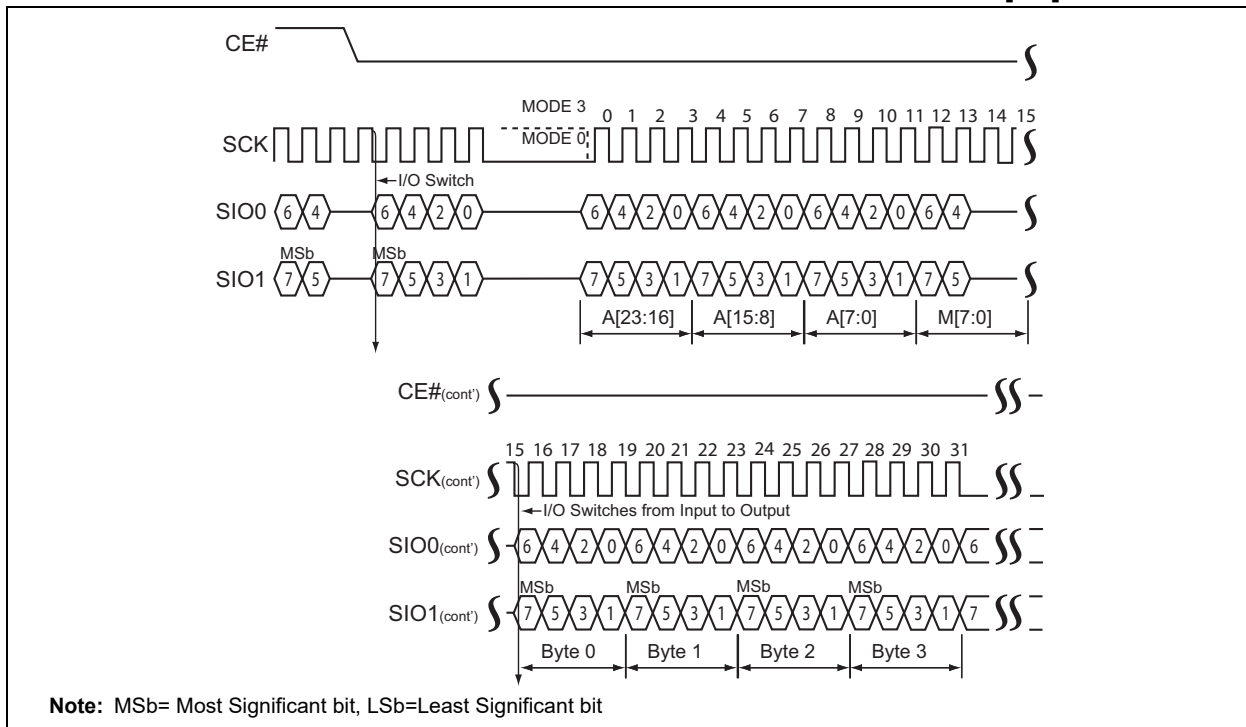 CE#
MODE 3
0 1 2 3 4 5 6 7 8 9 10 11 12 13 14 15
SCK
MODE 0
I/O Switch
SIO0 6 4 6 4 2 0 6 4 2 0 6 4 2 0 6 4 2 0 6 4
MSb MSb
SIO1 7 5 7 5 3 1 7 5 3 1 7 5 3 1 7 5 3 1 7 5
A[23:16] A[15:8] A[7:0] M[7:0]
CE#(cont')
15 16 17 18 19 20 21 22 23 24 25 26 27 28 29 30 31
SCK(cont')
I/O Switches from Input to Output
SIO0(cont') 6 4 2 0 6 4 2 0 6 4 2 0 6 4 2 0 6
MSb MSb MSb MSb
SIO1(cont') 7 5 3 1 7 5 3 1 7 5 3 1 7 5 3 1 7
Byte 0 Byte 1 Byte 2 Byte 3
Note: MSb= Most Significant bit, LSb=Least Significant bit